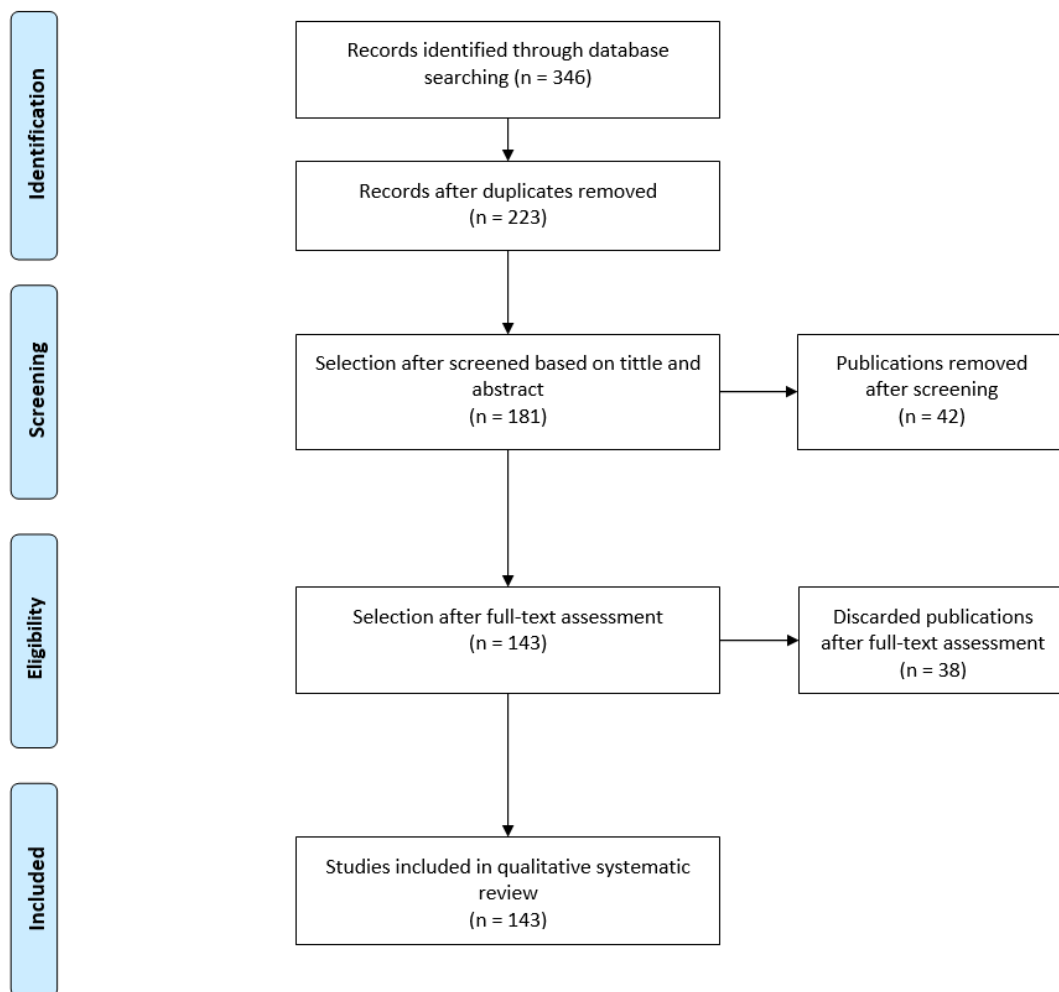 Identification
Records identified through database
searching (n = 346)
Records after duplicates removed
(n = 223)
Screening
Selection after screened based on tittle and
abstract
(n = 181)
Publications removed
after screening
(n = 42)
Eligibility
Selection after full-text assessment
(n = 143)
Discarded publications
after full-text assessment
(n = 38)
Included
Studies included in qualitative systematic
review
(n = 143)